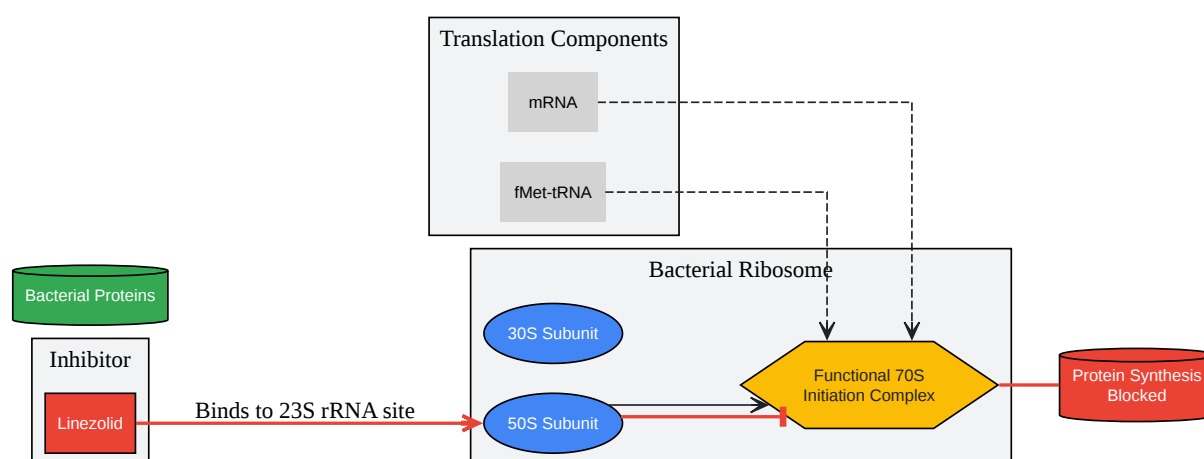 Translation Components
mRNA
fMet-tRNA
Bacterial Ribosome
Bacterial Proteins
30S Subunit
Inhibitor
Functional 70S
Initiation Complex
Protein Synthesis
Blocked
Linezolid
Binds to 23S rRNA site
50S Subunit